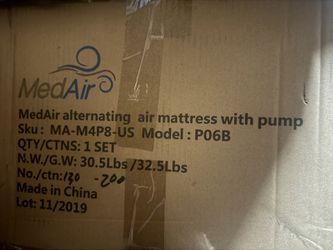 MedAir
MedAir alternating air mattress with pump
Sku : MA-M4P8-US Model : P06B
QTY/CTNS: 1 SET
N.W./G.W: 30.5Lbs /32.5Lbs
No./ctn: 130 - 200
Made in China
Lot: 11/2019